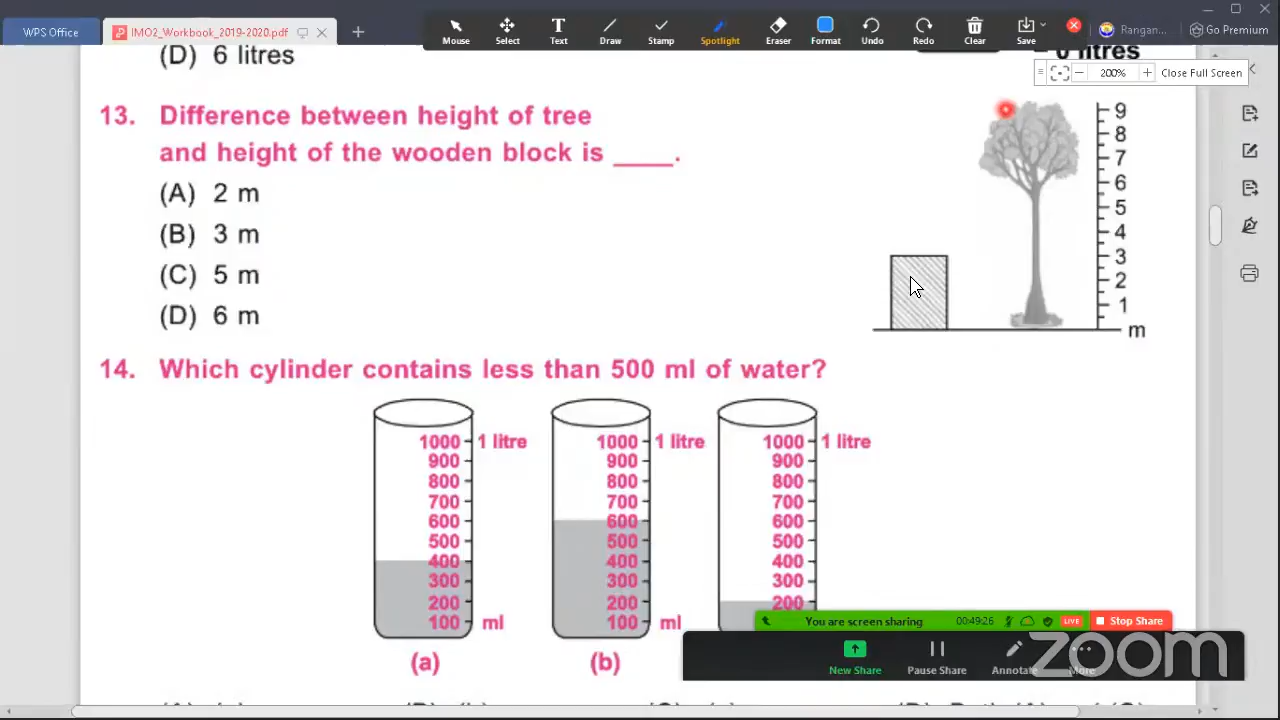 WPS Office
IMO2_Workbook_2019-2020.pdf
Mouse
Select
Text
Draw
Stamp
Spotlight
Eraser
Format
Undo
Redo
Clear
Save
Rangan...
Go Premium
200%
Close Full Screen
(D) 6 litres
litres
13. Difference between height of tree
and height of the wooden block is ____.
(A) 2 m
(B) 3 m
(C) 5 m
(D) 6 m
9
8
7
6
5
4
3
2
1
m
14. Which cylinder contains less than 500 ml of water?
1000 1 litre
900
800
700
600
500
400
300
200
100 ml
(a)
1000 1 litre
900
800
700
600
500
400
300
200
100 ml
(b)
1000 1 litre
900
800
700
600
500
400
300
200
You are screen sharing
00:49:26
LIVE
Stop Share
New Share
Pause Share
Annotate
More
zoom